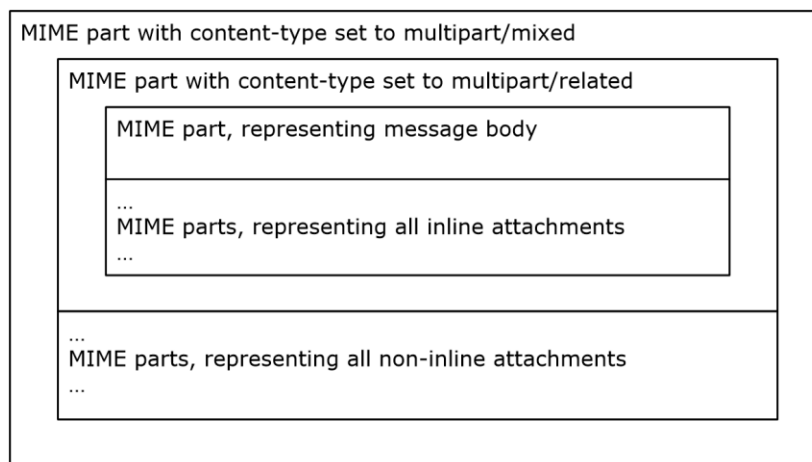 MIME part with content-type set to multipart/mixed
MIME part with content-type set to multipart/related
MIME part, representing message body
...
MIME parts, representing all inline attachments
...
...
MIME parts, representing all non-inline attachments
...